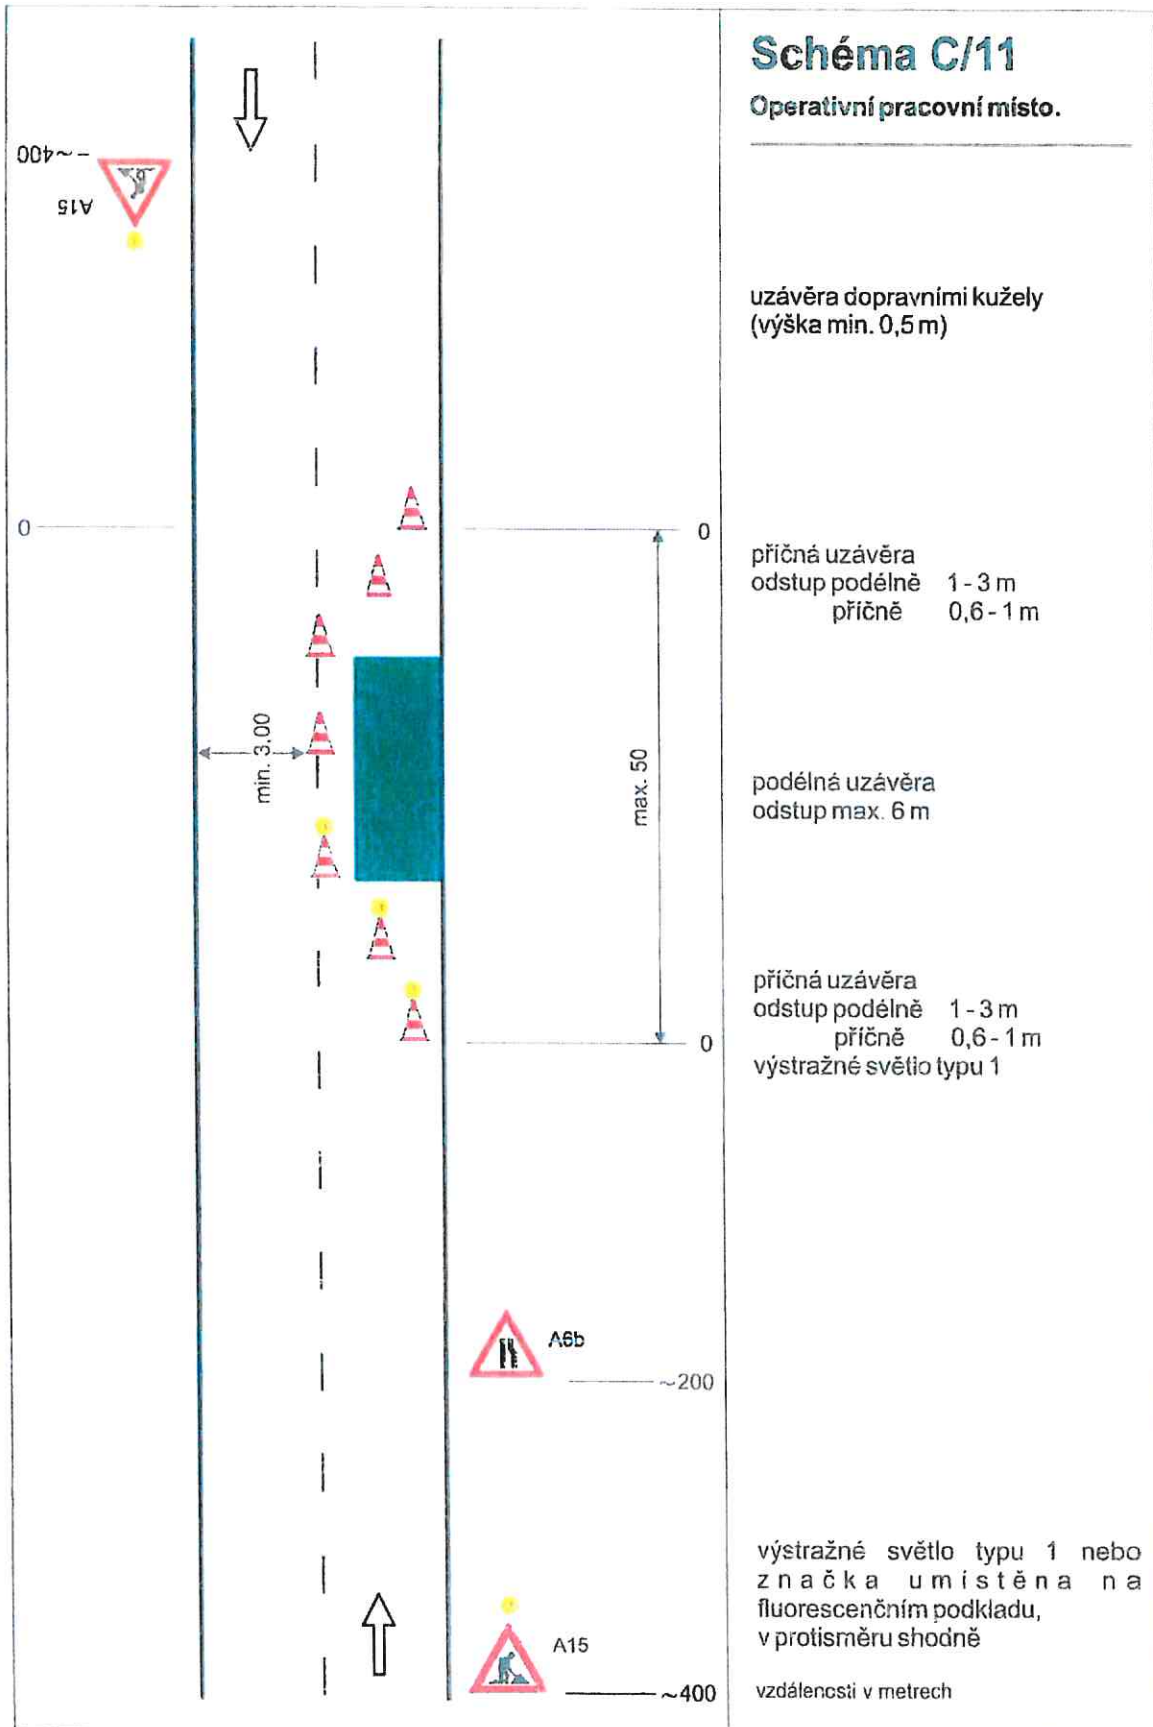 Schéma C/11
Operativní pracovní místo.
~400
A15
uzávěra dopravními kužely
(výška min. 0,5 m)
0
0
příčná uzávěra
odstup podélně 1 - 3 m
příčně 0,6 - 1 m
min. 3.00
max. 50
podélná uzávěra
odstup max. 6 m
příčná uzávěra
odstup podélně 1 - 3 m
příčně 0,6 - 1 m
0
výstražné světlo typu 1
A6b
~200
výstražné světlo typu 1 nebo
značka umístěna na
fluorescenčním podkladu,
v protisměru shodně
A15
~400
vzdálenosti v metrech